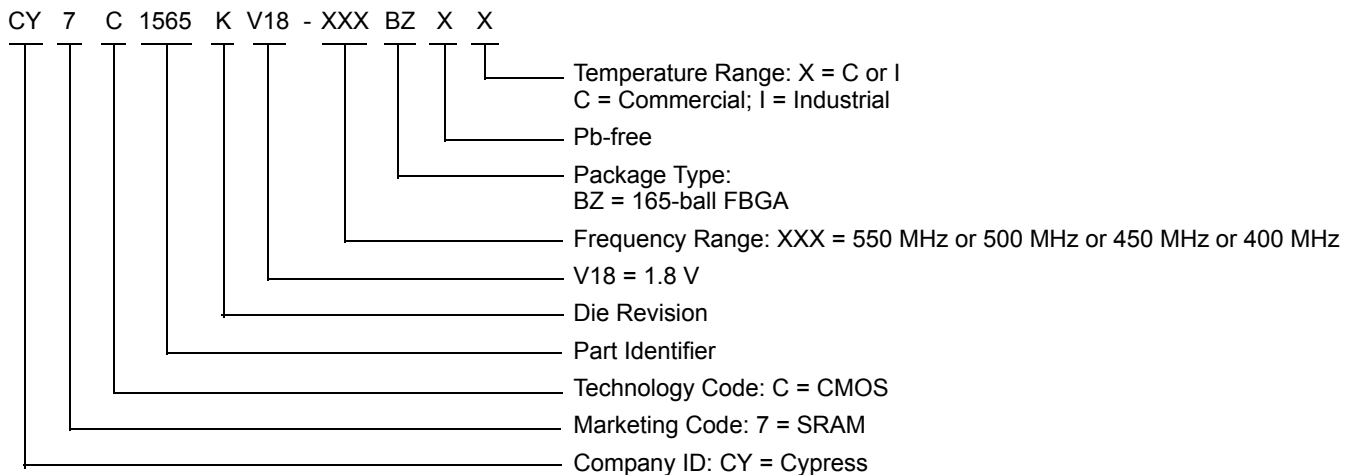 CY 7 C 1565 K V18 - XXX BZ X X
Temperature Range: X = C or I
C = Commercial; I = Industrial
Pb-free
Package Type:
BZ = 165-ball FBGA
Frequency Range: XXX = 550 MHz or 500 MHz or 450 MHz or 400 MHz
V18 = 1.8 V
Die Revision
Part Identifier
Technology Code: C = CMOS
Marketing Code: 7 = SRAM
Company ID: CY = Cypress